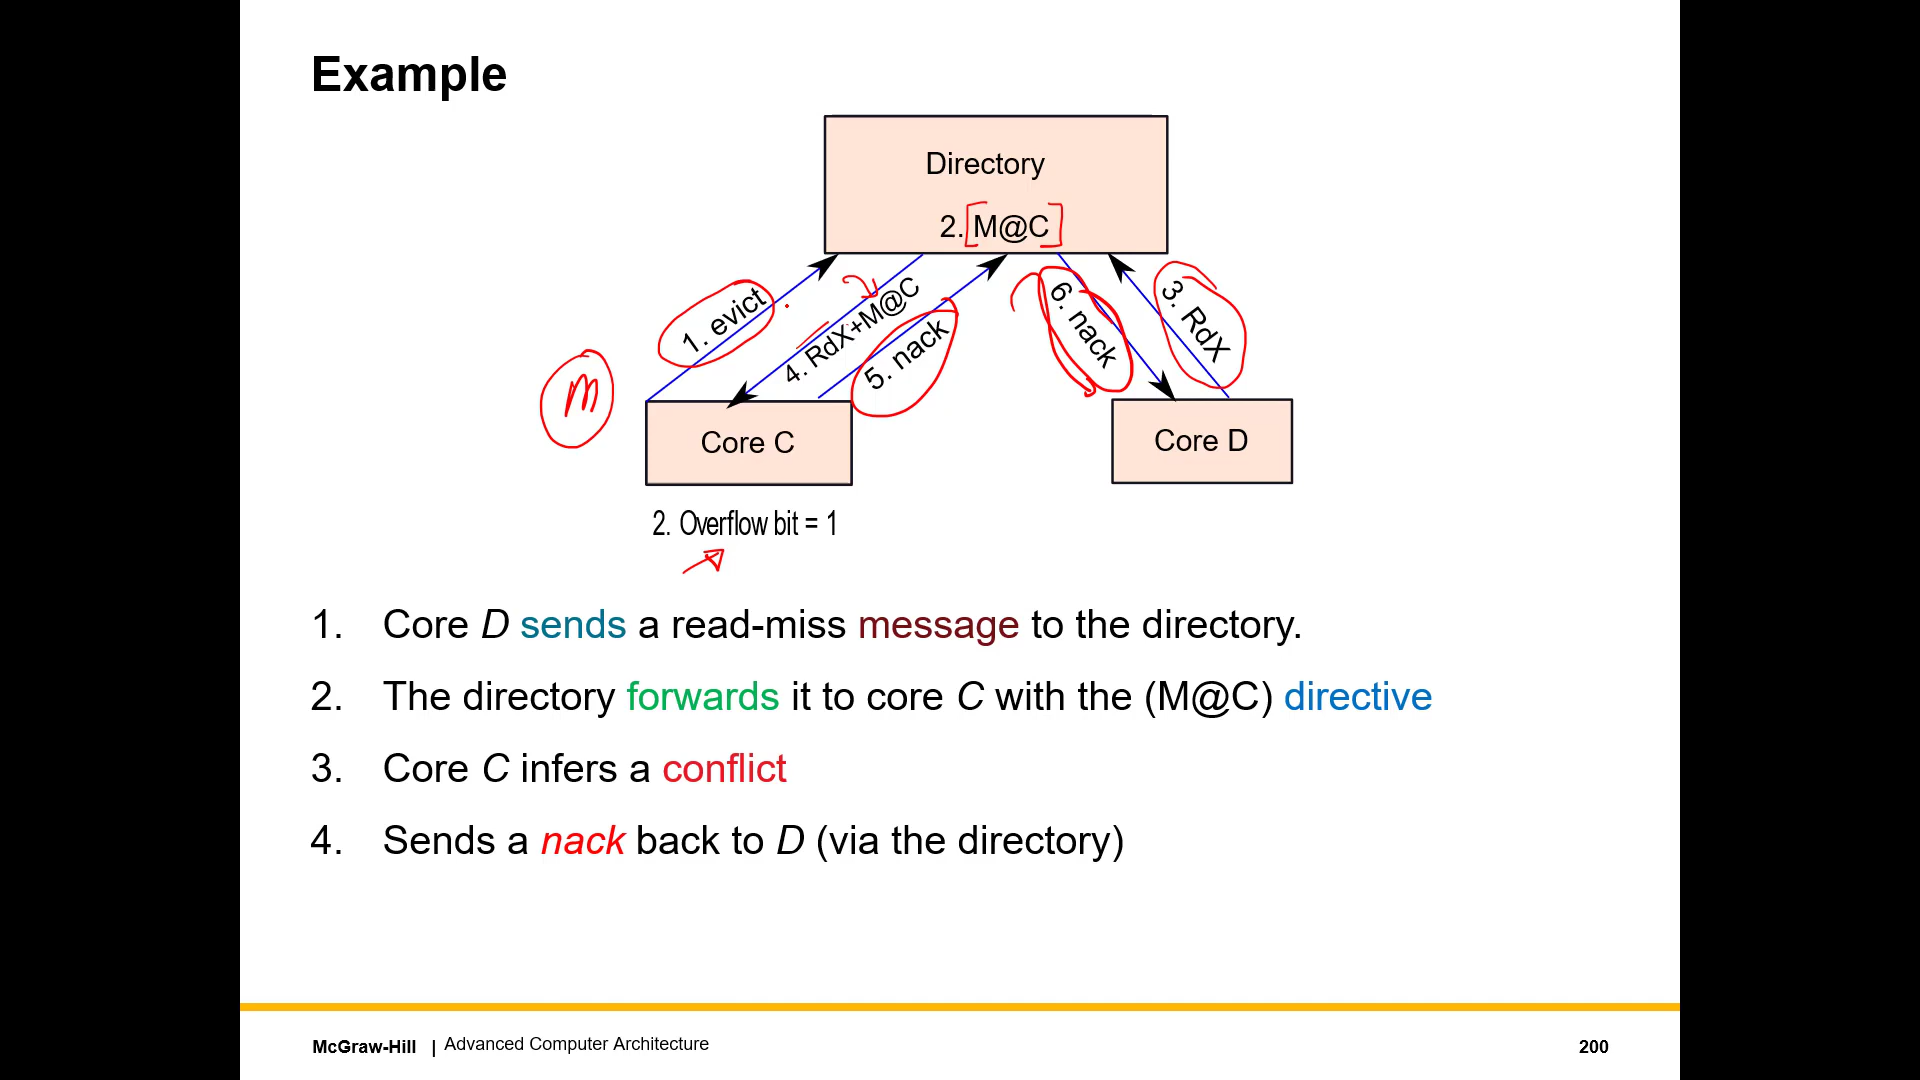 Example
Directory
2. M@C
1. evict
4. RdX+M@C
5. nack
6. nack
3. RdX
m
Core C
Core D
2. Overflow bit = 1
1. Core D sends a read-miss message to the directory.
2. The directory forwards it to core C with the (M@C) directive
3. Core C infers a conflict
4. Sends a nack back to D (via the directory)
McGraw-Hill | Advanced Computer Architecture
200